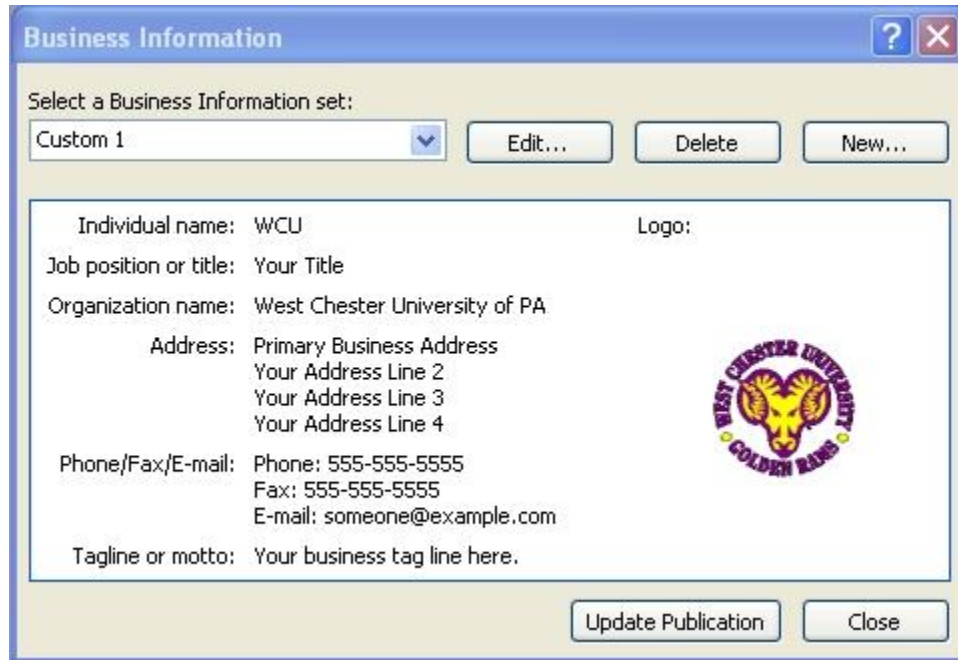 Business Information
Select a Business Information set:
Custom 1
Edit...
Delete
New...
Individual name: WCU
Logo:
Job position or title: Your Title
Organization name: West Chester University of PA
Address: Primary Business Address
Your Address Line 2
Your Address Line 3
Your Address Line 4
Phone/Fax/E-mail: Phone: 555-555-5555
Fax: 555-555-5555
E-mail: someone@example.com
Tagline or motto: Your business tag line here.
WEST CHESTER UNIVERSITY
GOLDEN RAMS
Update Publication
Close